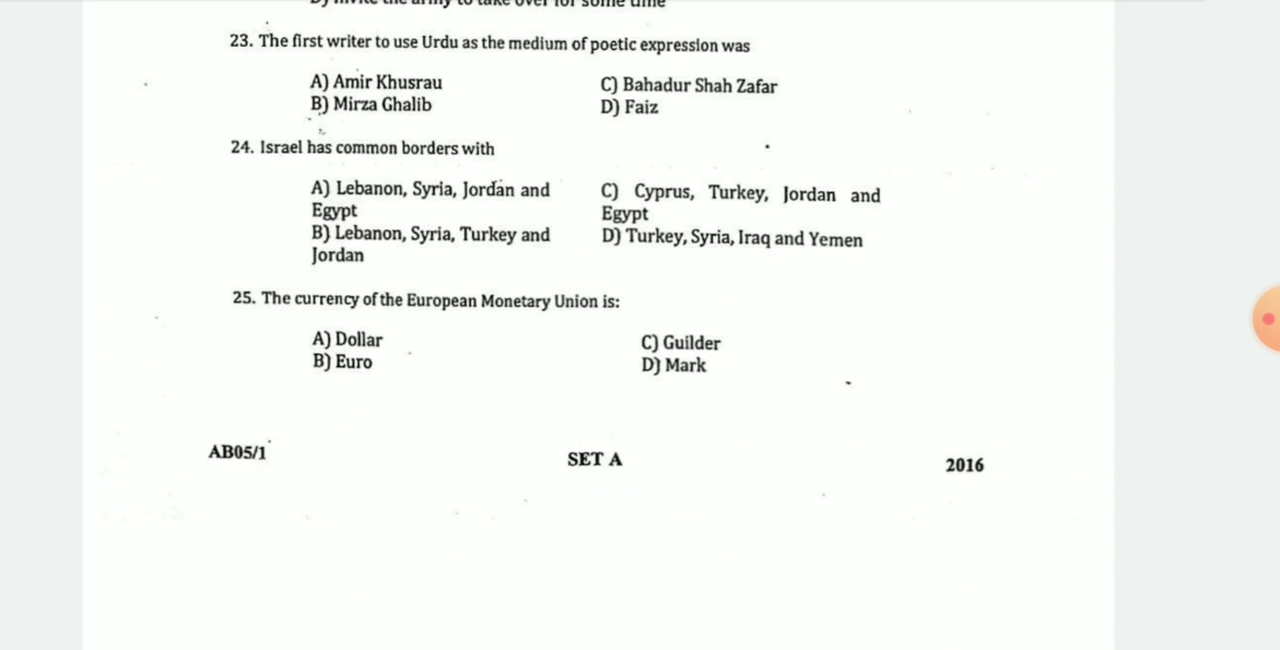 23. The first writer to use Urdu as the medium of poetic expression was
A) Amir Khusrau
B) Mirza Ghalib
C) Bahadur Shah Zafar
D) Faiz
24. Israel has common borders with
A) Lebanon, Syria, Jordan and
Egypt
B) Lebanon, Syria, Turkey and
Jordan
C) Cyprus, Turkey, Jordan and
Egypt
D) Turkey, Syria, Iraq and Yemen
25. The currency of the European Monetary Union is:
A) Dollar
B) Euro
C) Guilder
D) Mark
AB05/1
SET A
2016